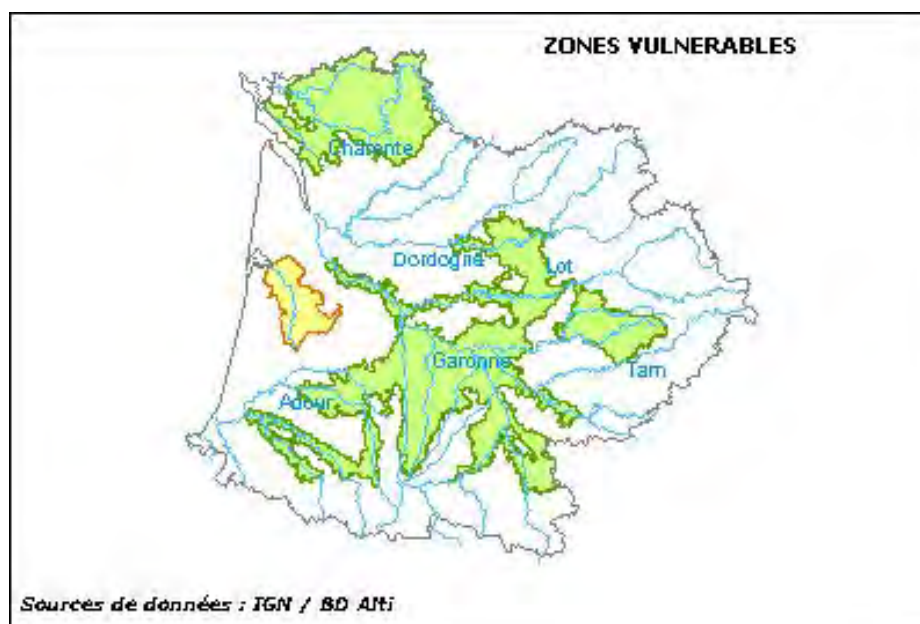 ZONES VULNERABLES
Charente
Dordogne
Lot
Garonne
Tarn
Adour
Sources de données : IGN / BD Alti